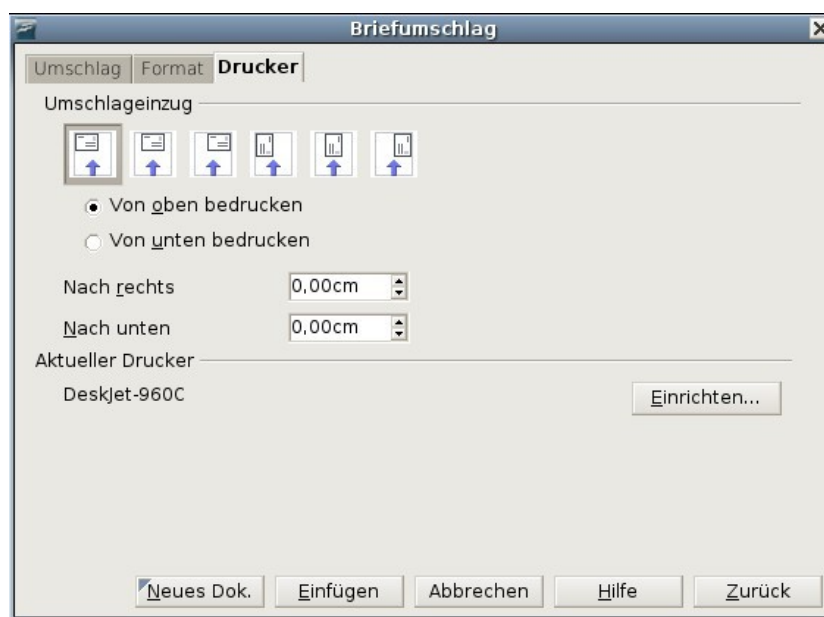 Briefumschlag
Umschlag Format Drucker
Umschlageinzug
Von oben bedrucken
Von unten bedrucken
Nach rechts 0,00cm
Nach unten 0,00cm
Aktueller Drucker
DeskJet-960C Einrichten...
Neues Dok. Einfügen Abbrechen Hilfe Zurück